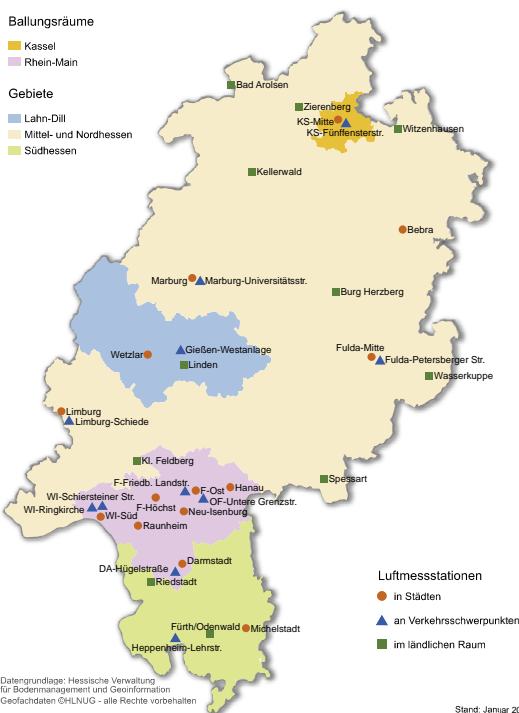 Ballungsräume
Kassel
Rhein-Main
Gebiete
Lahn-Dill
Mittel- und Nordhessen
Südhessen
Bad Arolsen
Zierenberg
KS-Mitte
KS-Fünffensterstr.
Witzenhausen
Kellerwald
Bebra
Marburg
Marburg-Universitätsstr.
Burg Herzberg
Wetzlar
Gießen-Westanlage
Linden
Fulda-Mitte
Fulda-Petersberger Str.
Wasserkuppe
Limburg
Limburg-Schiede
Kl. Feldberg
F-Friedb. Landstr.
F-Ost
Hanau
Spessart
WI-Schiersteiner Str.
OF-Untere Grenzstr.
WI-Ringkirche
F-Höchst
WI-Süd
Neu-Isenburg
Raunheim
Darmstadt
DA-Hügelstraße
Riedstadt
Fürth/Odenwald
Michelstadt
Heppenheim-Lehrstr.
Luftmessstationen
in Städten
an Verkehrsschwerpunkten
im ländlichen Raum
Datengrundlage: Hessische Verwaltung
für Bodenmanagement und Geoinformation
Geofachdaten ©HLNUG - alle Rechte vorbehalten
Stand: Januar 20